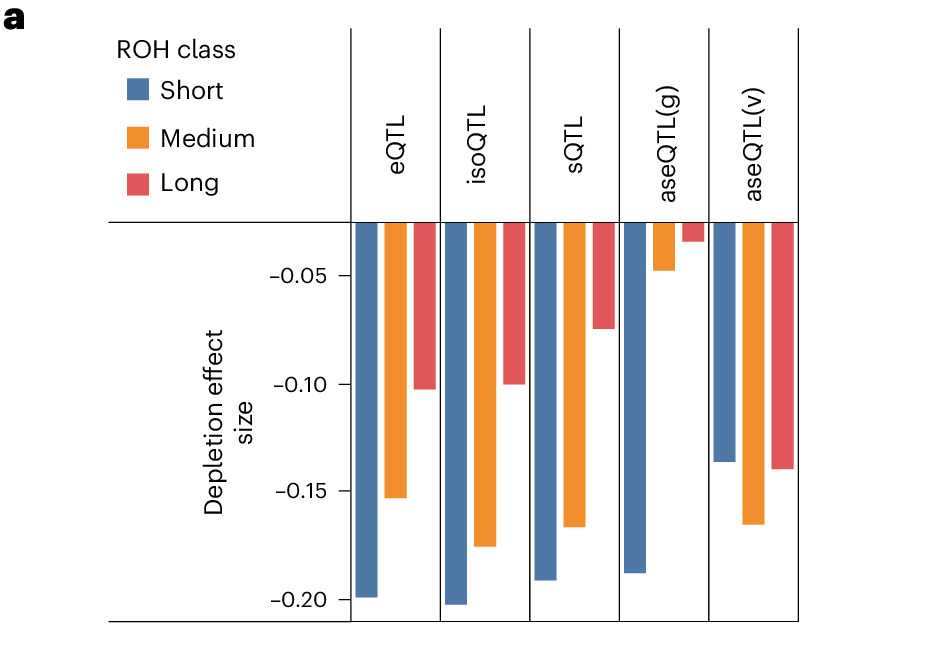 a
ROH class
Short
Medium
Long
eQTL
isoQTL
sQTL
aseQTL(g)
aseQTL(v)
−0.05
−0.10
−0.15
−0.20
Depletion effect
size